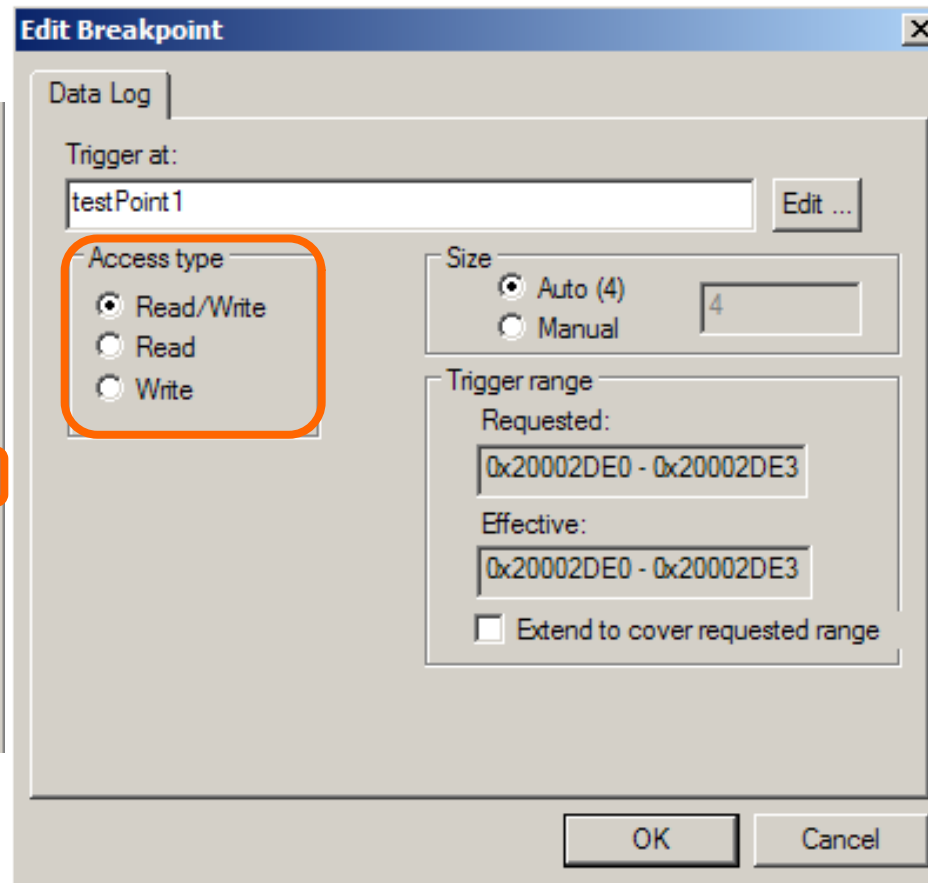 Edit Breakpoint
Data Log
Trigger at:
testPoint1
Edit ...
Access type
Read/Write
Read
Write
Size
Auto (4)
4
Manual
Trigger range
Requested:
0x20002DE0 - 0x20002DE3
Effective:
0x20002DE0 - 0x20002DE3
Extend to cover requested range
OK
Cancel